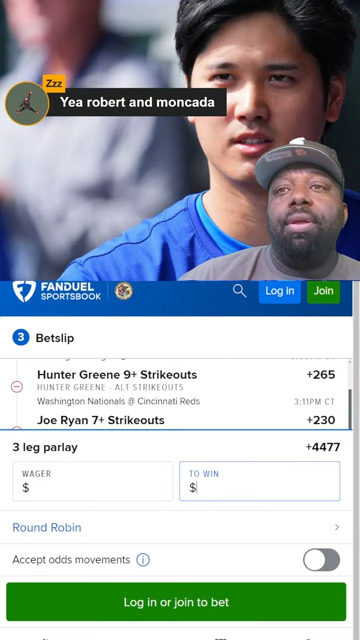 Zzz
Yea robert and moncada
FANDUEL
SPORTSBOOK
Log in
Join
3 Betslip
Hunter Greene 9+ Strikeouts +265
HUNTER GREENE - ALT STRIKEOUTS
Washington Nationals @ Cincinnati Reds 3:11PM CT
Joe Ryan 7+ Strikeouts +230
3 leg parlay +4477
WAGER
$
TO WIN
$
Round Robin
Accept odds movements
Log in or join to bet